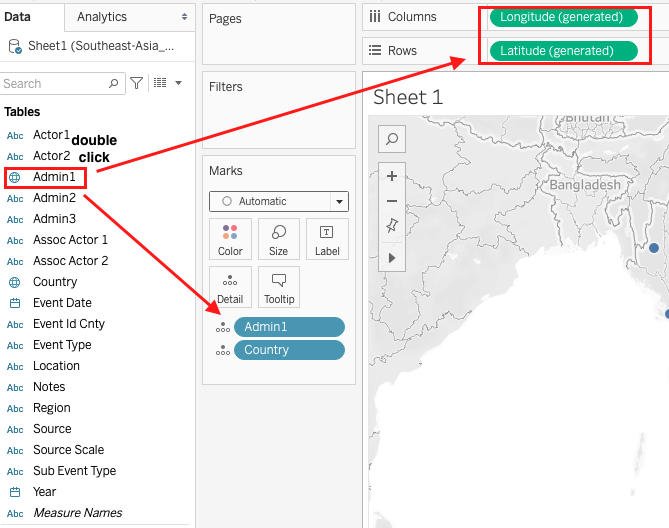 Data
Analytics
Sheet1 (Southeast-Asia_...
Search
Tables
Abc Actor1
double
click
Abc Actor2
Admin1
Abc Admin2
Abc Admin3
Abc Assoc Actor 1
Abc Assoc Actor 2
Country
Event Date
Abc Event Id Cnty
Abc Event Type
Abc Location
Abc Notes
Abc Region
Abc Source
Abc Source Scale
Abc Sub Event Type
Year
Abc Measure Names
Pages
Filters
Marks
Automatic
Color
Size
T
Label
Detail
Tooltip
Admin1
Country
Columns
Longitude (generated)
Rows
Latitude (generated)
Sheet 1
Bhutan
Bangladesh